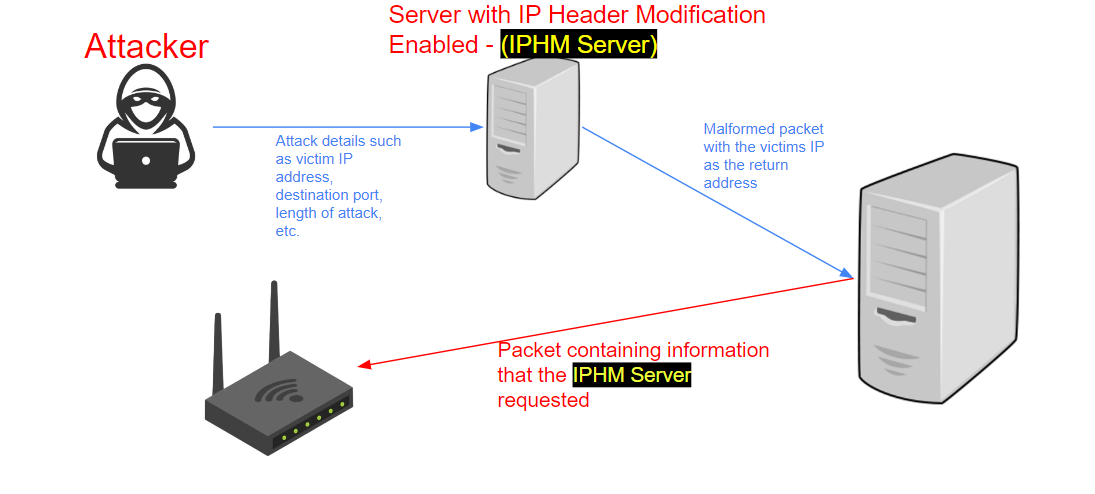 Attacker
Server with IP Header Modification
Enabled - (IPHM Server)
Attack details such
as victim IP
address,
destination port,
length of attack,
etc.
Malformed packet
with the victims IP
as the return
address
Packet containing information
that the IPHM Server
requested